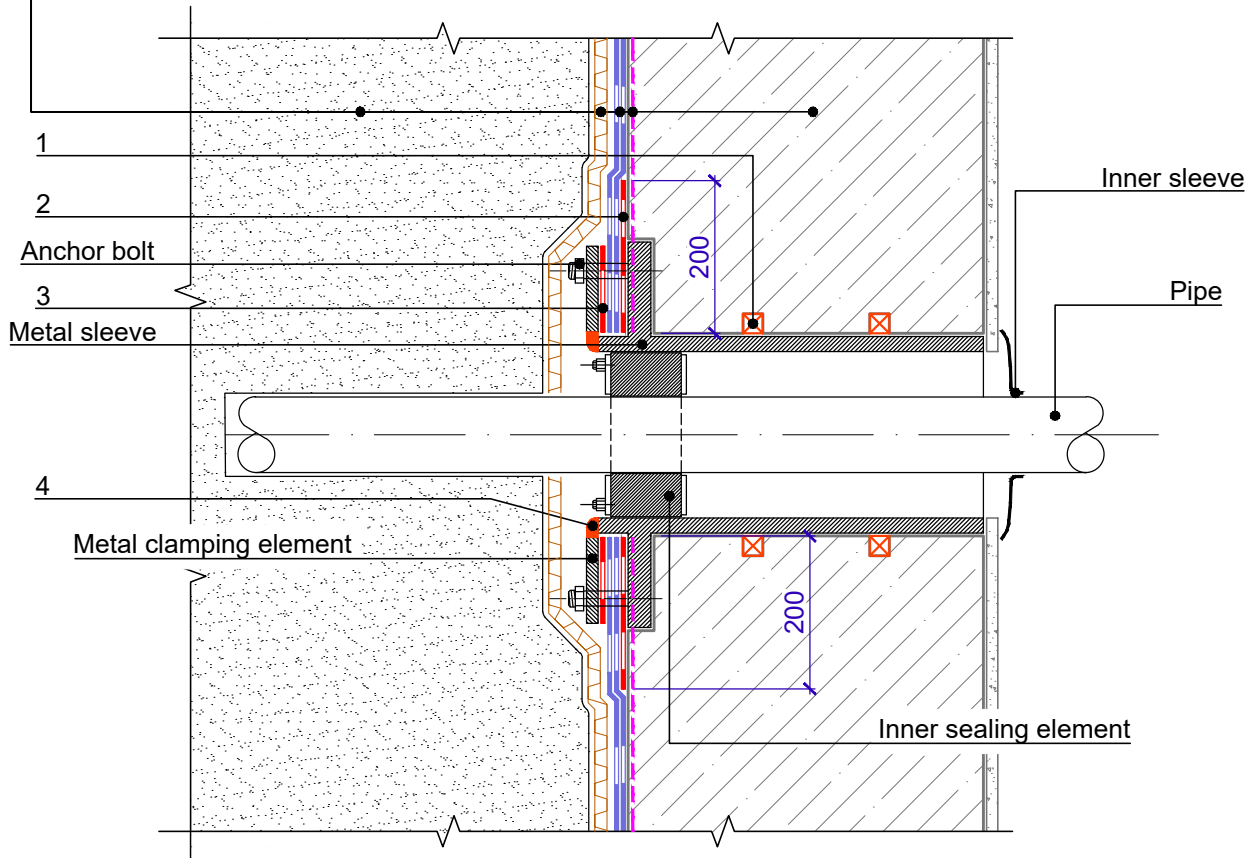 1
Inner sleeve
2
Anchor bolt
200
3
Pipe
Metal sleeve
4
Metal clamping element
200
Inner sealing element